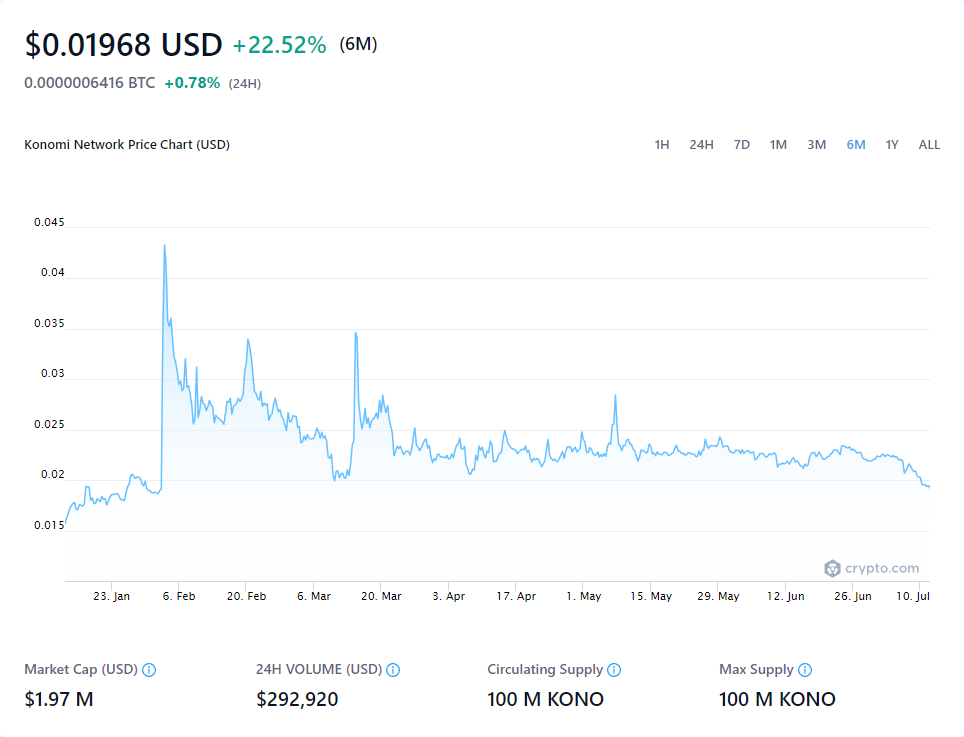 $0.01968 USD +22.52% (6M)
0.0000006416 BTC +0.78% (24H)
Konomi Network Price Chart (USD) 1H 24H 7D 1M 3M 6M 1Y ALL
0.045
0.04
0.035
0.03
0.025
0.02
0.015
crypto.com
23. Jan 6. Feb 20. Feb 6. Mar 20. Mar 3. Apr 17. Apr 1. May 15. May 29. May 12. Jun 26. Jun 10. Jul
Market Cap (USD) 24H VOLUME (USD) Circulating Supply Max Supply
$1.97 M $292,920 100 M KONO 100 M KONO